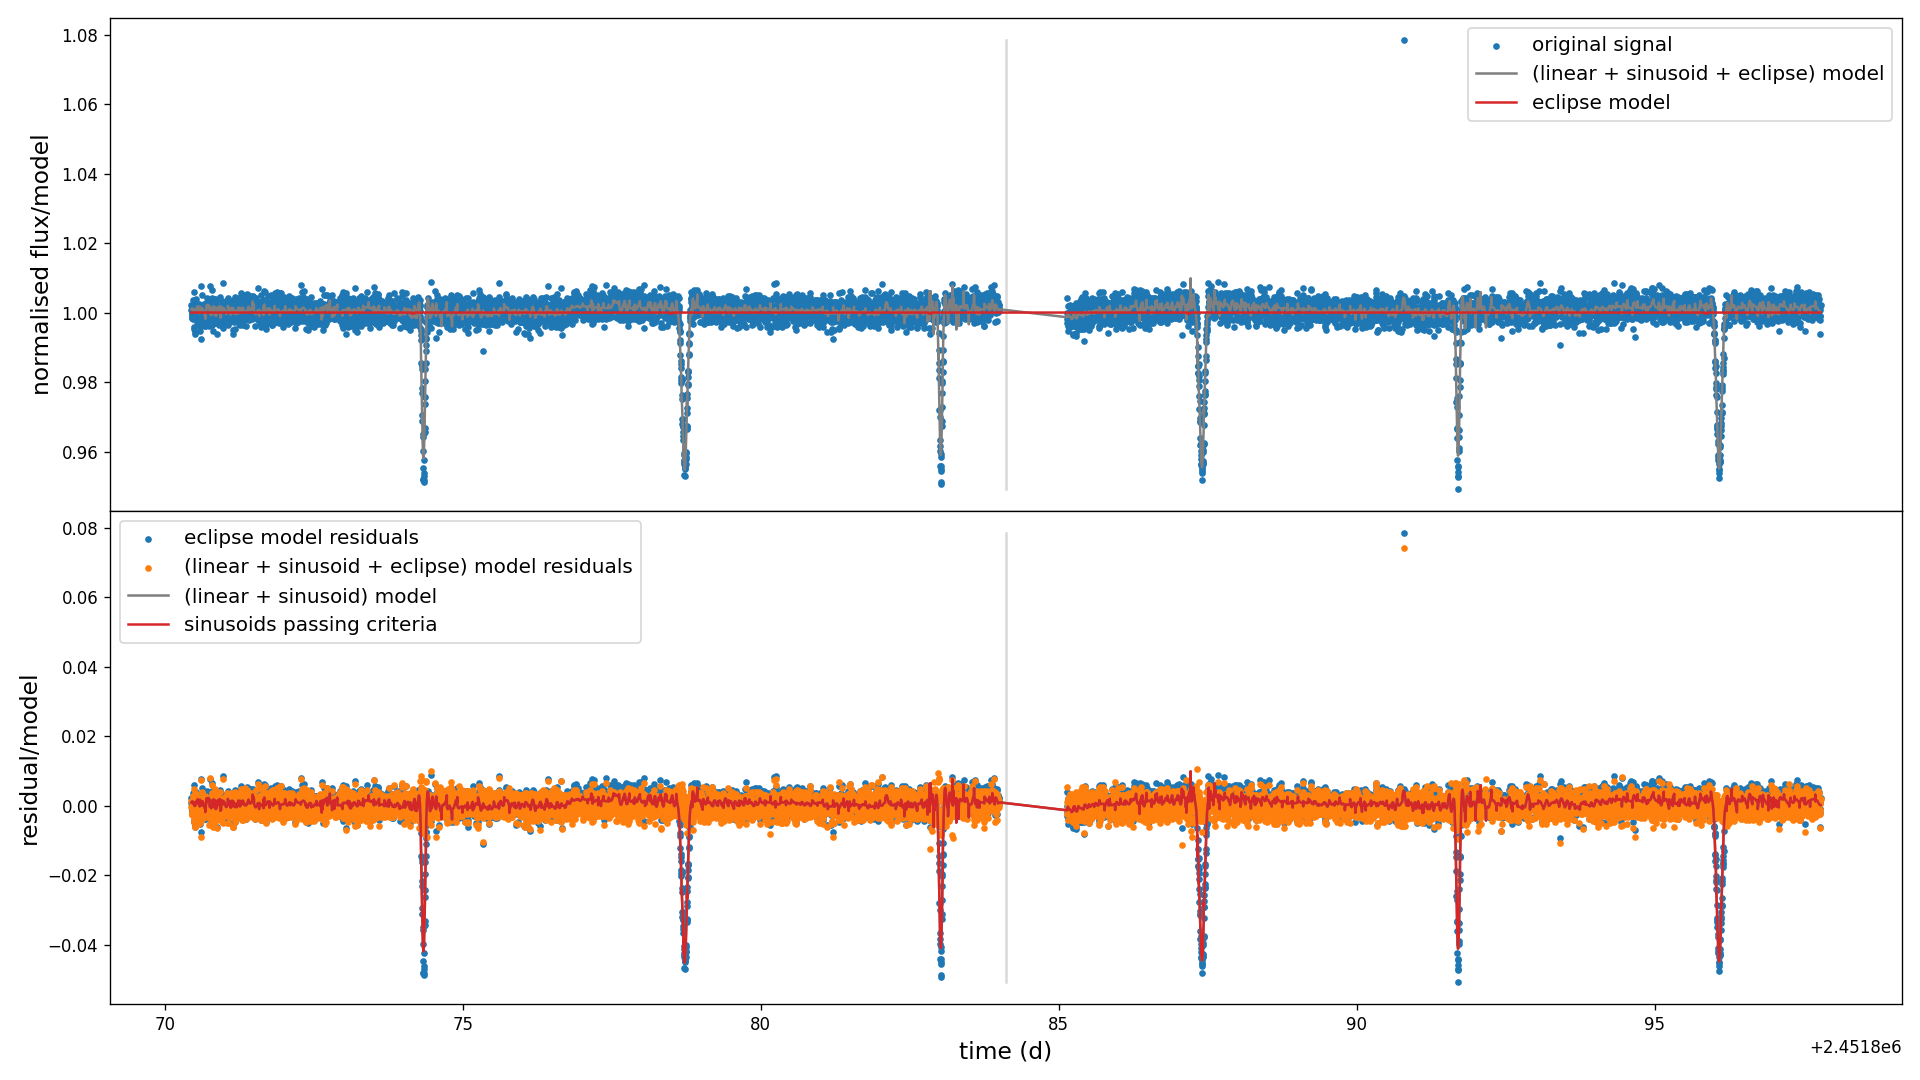 normalised flux/model
1.08
1.06
1.04
1.02
1.00
0.98
0.96
original signal
(linear + sinusoid + eclipse) model
eclipse model
residual/model
0.08
0.06
0.04
0.02
0.00
−0.02
−0.04
eclipse model residuals
(linear + sinusoid + eclipse) model residuals
(linear + sinusoid) model
sinusoids passing criteria
70 75 80 85 90 95
time (d)
+2.4518e6